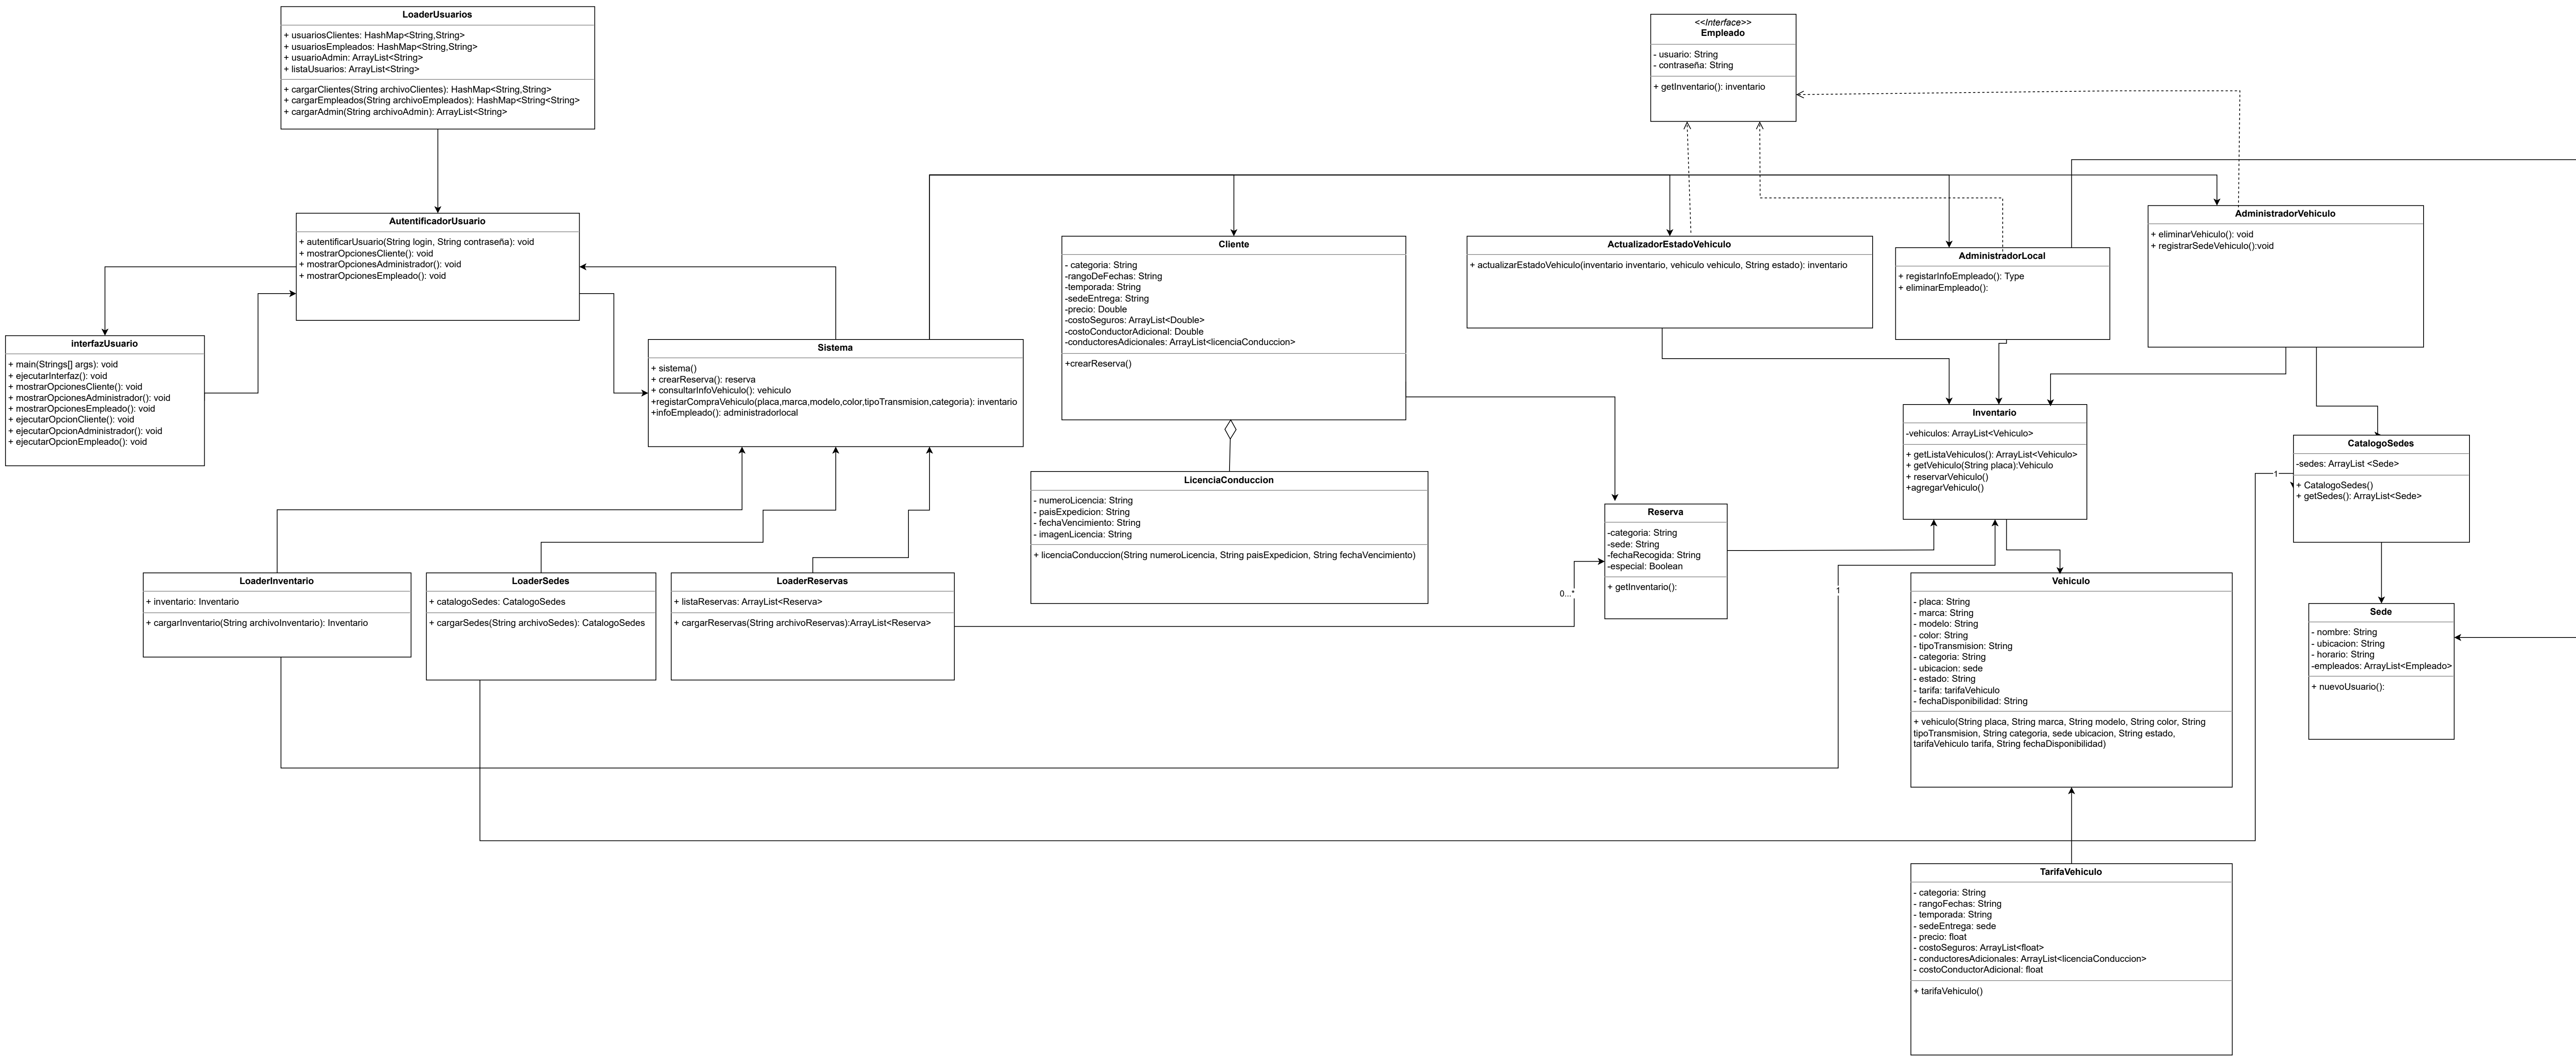 LoaderUsuarios
+ usuariosClientes: HashMap<String,String>
+ usuariosEmpleados: HashMap<String,String>
+ usuarioAdmin: ArrayList<String>
+ listaUsuarios: ArrayList<String>
+ cargarClientes(String archivoClientes): HashMap<String,String>
+ cargarEmpleados(String archivoEmpleados): HashMap<String<String>
+ cargarAdmin(String archivoAdmin): ArrayList<String>
<<Interface>>
Empleado
- usuario: String
- contraseña: String
+ getInventario(): inventario
AutentificadorUsuario
+ autentificarUsuario(String login, String contraseña): void
+ mostrarOpcionesCliente(): void
+ mostrarOpcionesAdministrador(): void
+ mostrarOpcionesEmpleado(): void
interfazUsuario
+ main(Strings[] args): void
+ ejecutarInterfaz(): void
+ mostrarOpcionesCliente(): void
+ mostrarOpcionesAdministrador(): void
+ mostrarOpcionesEmpleado(): void
+ ejecutarOpcionCliente(): void
+ ejecutarOpcionAdministrador(): void
+ ejecutarOpcionEmpleado(): void
Sistema
+ sistema()
+ crearReserva(): reserva
+ consultarInfoVehiculo(): vehiculo
+registarCompraVehiculo(placa,marca,modelo,color,tipoTransmision,categoria): inventario
+infoEmpleado(): administradorlocal
Cliente
- categoria: String
-rangoDeFechas: String
-temporada: String
-sedeEntrega: String
-precio: Double
-costoSeguros: ArrayList<Double>
-costoConductorAdicional: Double
-conductoresAdicionales: ArrayList<licenciaConduccion>
+crearReserva()
ActualizadorEstadoVehiculo
+ actualizarEstadoVehiculo(inventario inventario, vehiculo vehiculo, String estado): inventario
AdministradorLocal
+ registarInfoEmpleado(): Type
+ eliminarEmpleado():
AdministradorVehiculo
+ eliminarVehiculo(): void
+ registrarSedeVehiculo():void
Inventario
-vehiculos: ArrayList<Vehiculo>
+ getListaVehiculos(): ArrayList<Vehiculo>
+ getVehiculo(String placa):Vehiculo
+ reservarVehiculo()
+agregarVehiculo()
CatalogoSedes
-sedes: ArrayList <Sede>
+ CatalogoSedes()
+ getSedes(): ArrayList<Sede>
1
LicenciaConduccion
- numeroLicencia: String
- paisExpedicion: String
- fechaVencimiento: String
- imagenLicencia: String
+ licenciaConduccion(String numeroLicencia, String paisExpedicion, String fechaVencimiento)
Reserva
-categoria: String
-sede: String
-fechaRecogida: String
-especial: Boolean
+ getInventario():
0...*
1
LoaderInventario
+ inventario: Inventario
+ cargarInventario(String archivoInventario): Inventario
LoaderSedes
+ catalogoSedes: CatalogoSedes
+ cargarSedes(String archivoSedes): CatalogoSedes
LoaderReservas
+ listaReservas: ArrayList<Reserva>
+ cargarReservas(String archivoReservas):ArrayList<Reserva>
Vehiculo
- placa: String
- marca: String
- modelo: String
- color: String
- tipoTransmision: String
- categoria: String
- ubicacion: sede
- estado: String
- tarifa: tarifaVehiculo
- fechaDisponibilidad: String
+ vehiculo(String placa, String marca, String modelo, String color, String
tipoTransmision, String categoria, sede ubicacion, String estado,
tarifaVehiculo tarifa, String fechaDisponibilidad)
Sede
- nombre: String
- ubicacion: String
- horario: String
-empleados: ArrayList<Empleado>
+ nuevoUsuario():
TarifaVehiculo
- categoria: String
- rangoFechas: String
- temporada: String
- sedeEntrega: sede
- precio: float
- costoSeguros: ArrayList<float>
- conductoresAdicionales: ArrayList<licenciaConduccion>
- costoConductorAdicional: float
+ tarifaVehiculo()